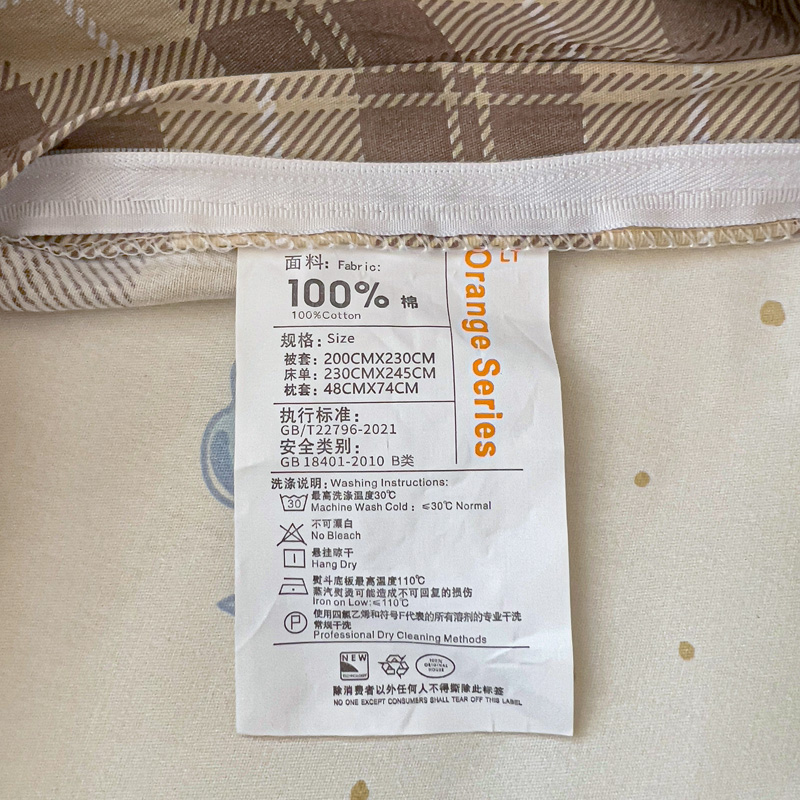 面料: Fabric:
100% 棉
100%Cotton
规格: Size
被套: 200CMX230CM
床单: 230CMX245CM
枕套: 48CMX74CM
执行标准:
GB/T22796-2021
安全类别:
GB 18401-2010 B类
LT
Orange Series
洗涤说明: Washing Instructions:
30
最高洗涤温度30℃
Machine Wash Cold : ≤30℃ Normal
不可漂白
No Bleach
悬挂晾干
Hang Dry
熨斗底板最高温度110℃
蒸汽熨烫可能造成不可回复的损伤
Iron on Low:≤110℃
P
使用四氯乙烯和符号F代表的所有溶剂的专业干洗
常规干洗
Professional Dry Cleaning Methods
NEW
100%
ORIGINAL
除消费者以外任何人不得撕除此标签
NO ONE EXCEPT CONSUMERS SHALL TEAR OFF THIS LABEL